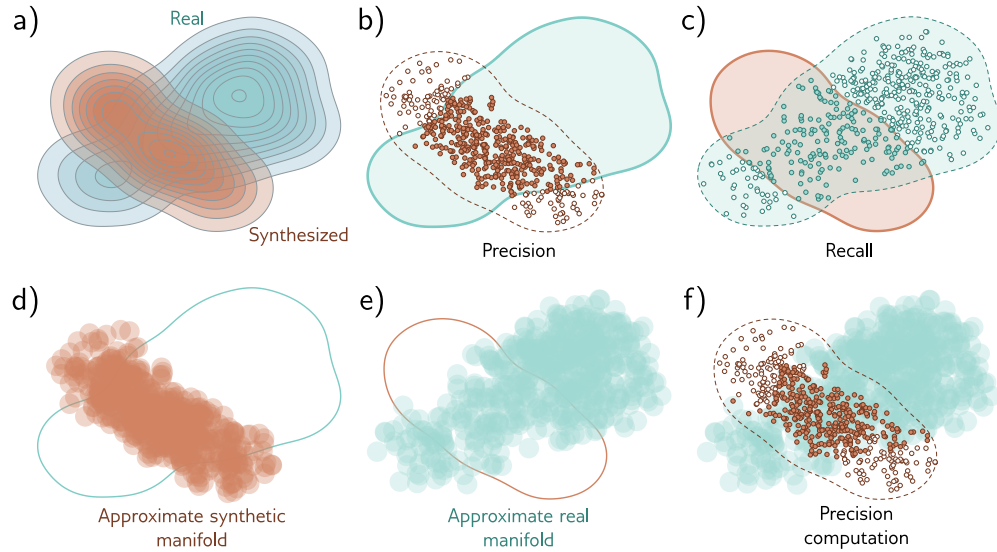 a)
Real
Synthesized
b)
Precision
c)
Recall
d)
Approximate synthetic
manifold
e)
Approximate real
manifold
f)
Precision
computation